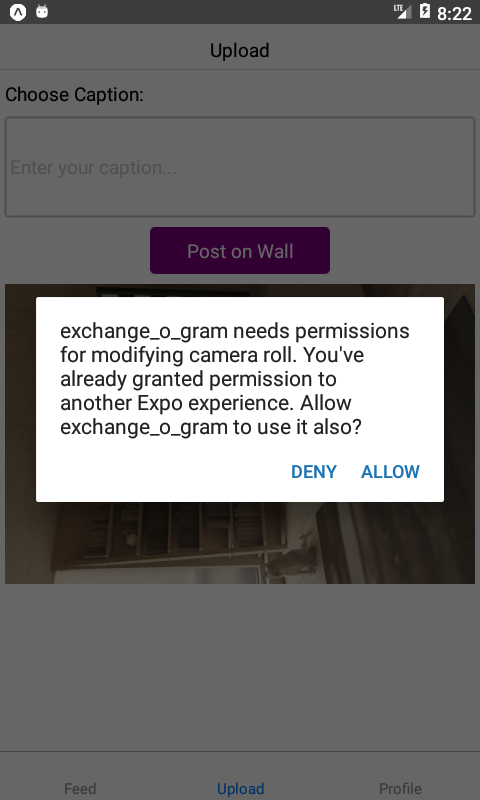 LTE 8:22
Upload
Choose Caption:
Enter your caption...
Post on Wall
exchange_o_gram needs permissions
for modifying camera roll. You've
already granted permission to
another Expo experience. Allow
exchange_o_gram to use it also?
DENY ALLOW
Feed Upload Profile